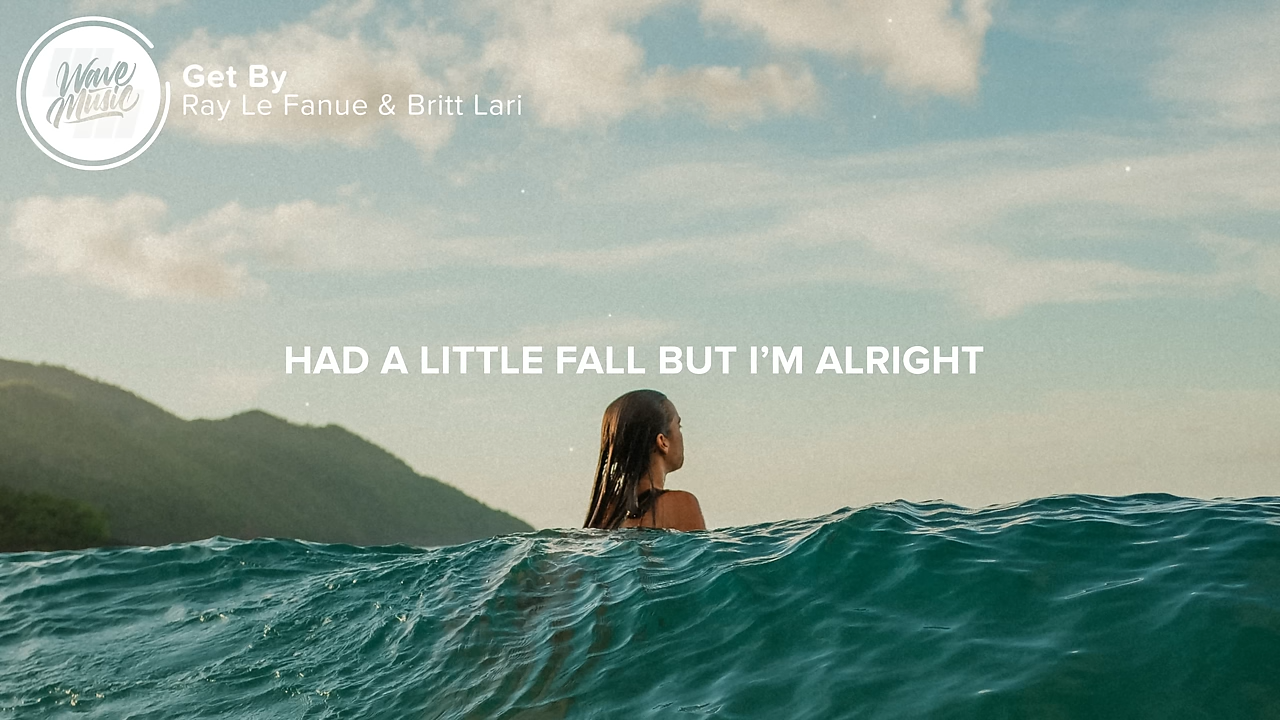 Wave
Music
Get By
Ray Le Fanue & Britt Lari
HAD A LITTLE FALL BUT I’M ALRIGHT